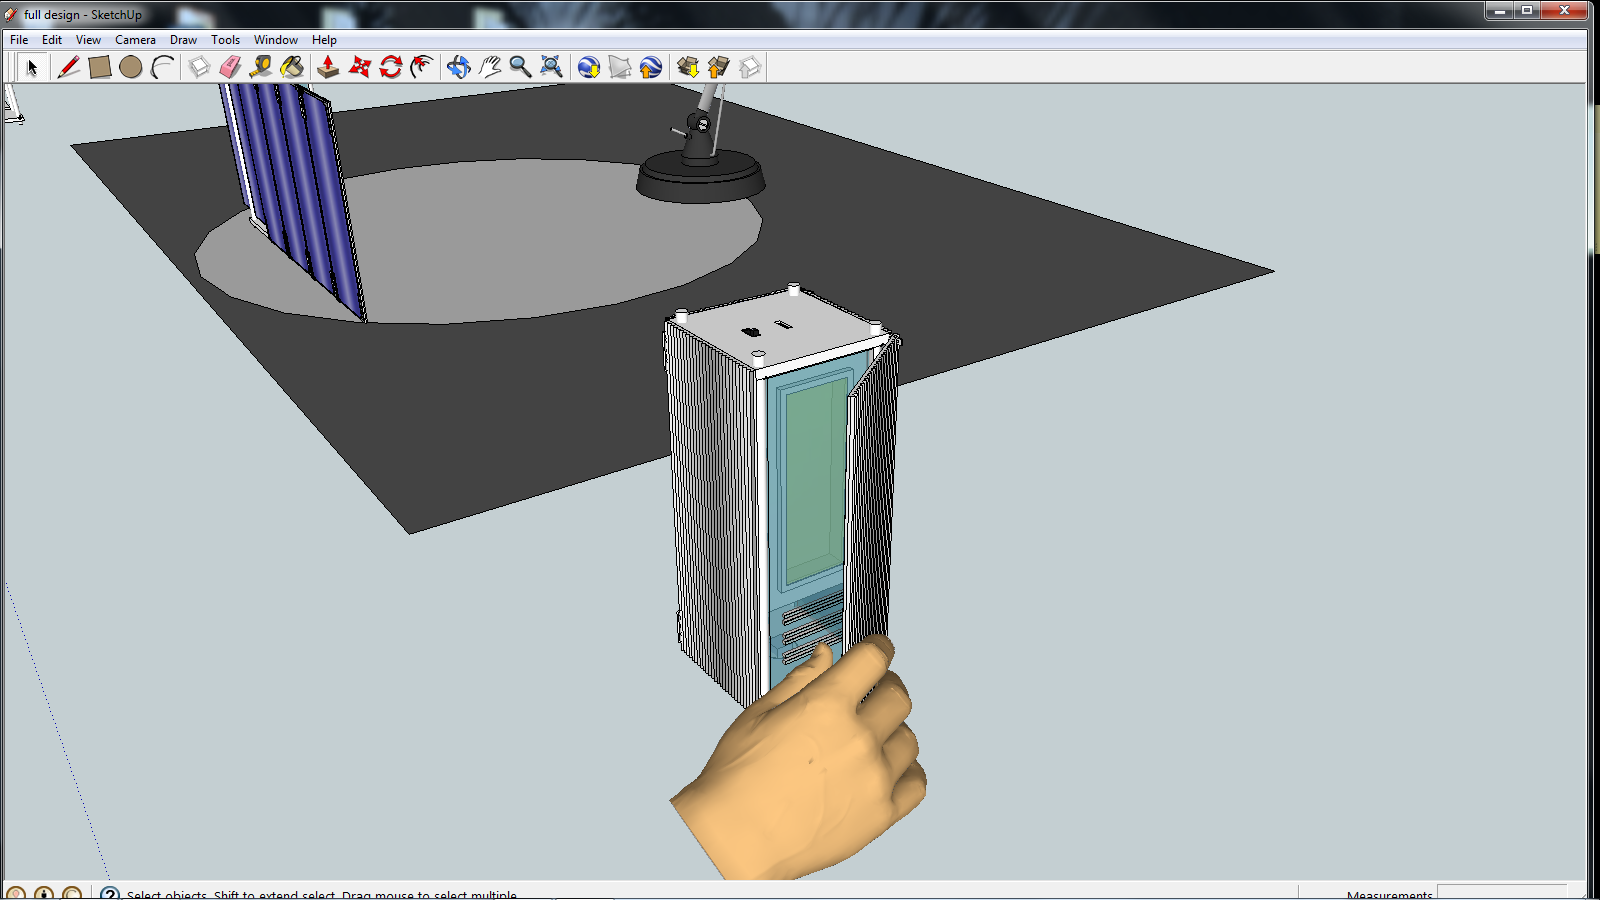 full design - SketchUp
File Edit View Camera Draw Tools Window Help
Select objects. Shift to extend select. Drag mouse to select multiple.
Measurements